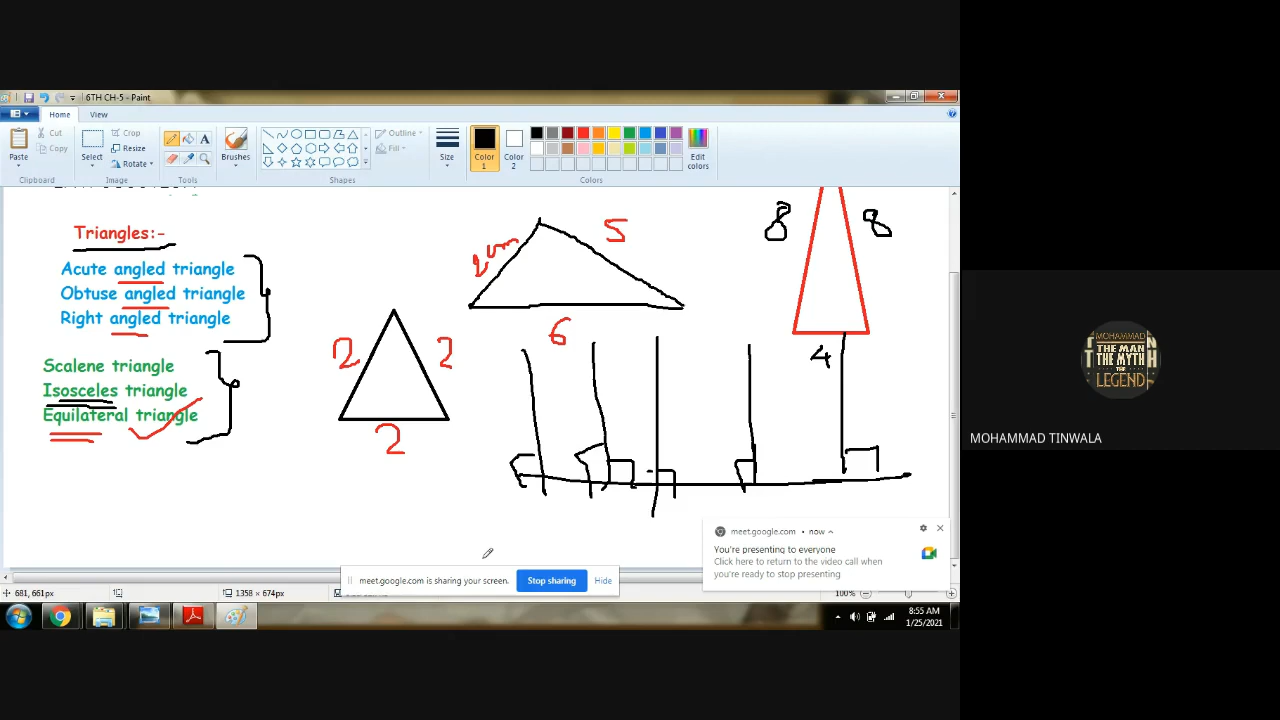 6TH CH-5 - Paint
Home View
Paste
Cut
Copy
Clipboard
Select
Crop
Resize
Rotate
Image
Tools
Brushes
Shapes
Outline
Fill
Size
Color 1
Color 2
Edit colors
Colors
Triangles:-
Acute angled triangle
Obtuse angled triangle
Right angled triangle
Scalene triangle
Isosceles triangle
Equilateral triangle
2 2
2
2cm 5
6
8 8
4
meet.google.com • now
You're presenting to everyone
Click here to return to the video call when
you're ready to stop presenting
meet.google.com is sharing your screen. Stop sharing Hide
681, 661px
1358 × 674px
100%
8:55 AM
1/25/2021
MOHAMMAD
THE MAN
THE MYTH
THE
LEGEND
MOHAMMAD TINWALA